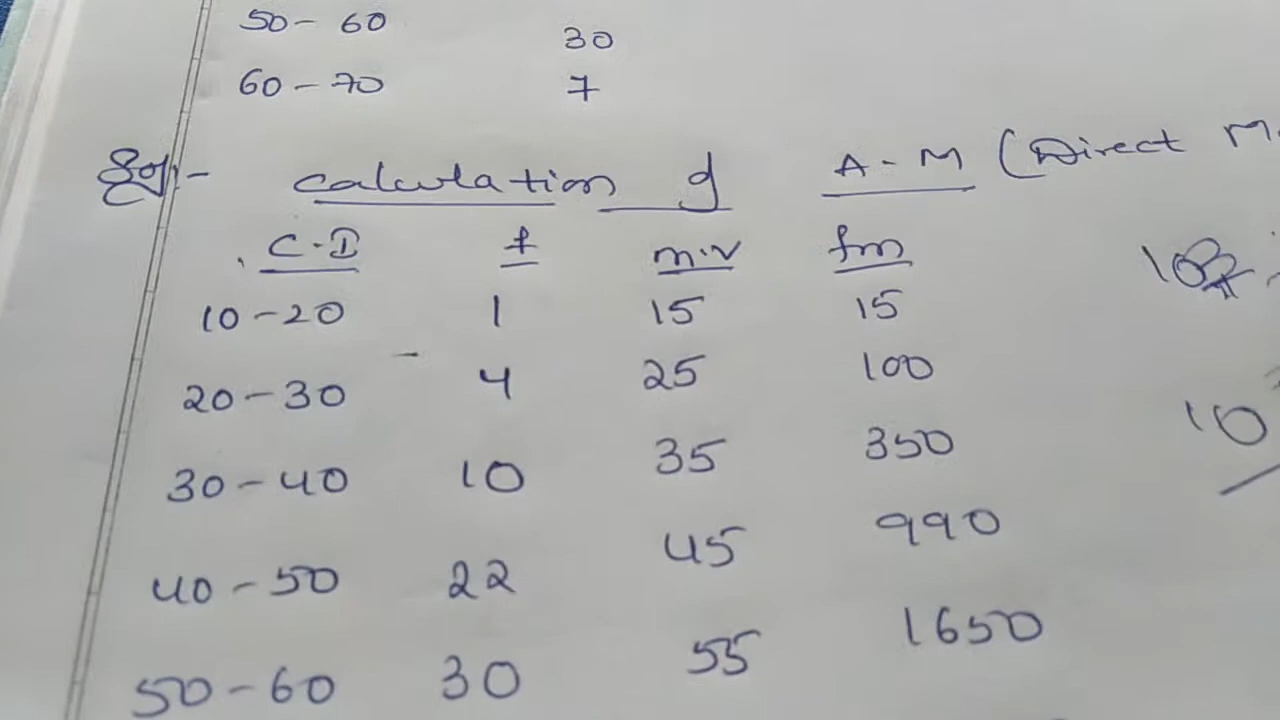 50 - 60 30
60 - 70 7
Calculation of A - M (Direct M.
C - I f m.v fm
10 - 20 1 15 15
20 - 30 4 25 100
30 - 40 10 35 350
40 - 50 22 45 990
50 - 60 30 55 1650
10